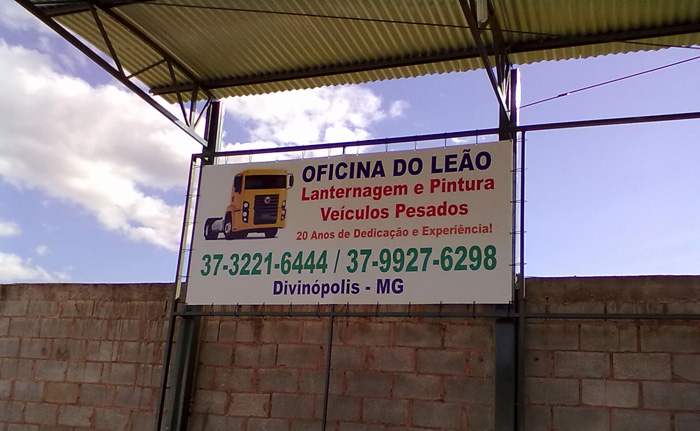 OFICINA DO LEÃO
Lanternagem e Pintura
Veículos Pesados
20 Anos de Dedicação e Experiência!
37-3221-6444 / 37-9927-6298
Divinópolis - MG